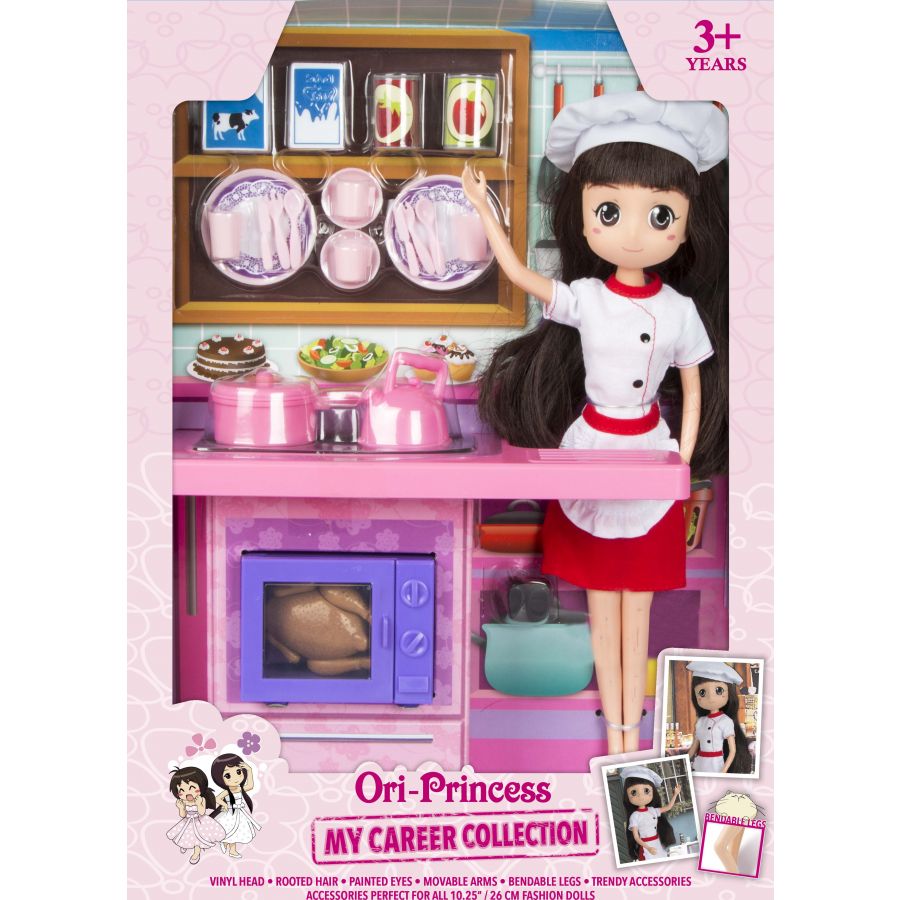 3+
YEARS
Ori-Princess
MY CAREER COLLECTION
BENDABLE LEGS
VINYL HEAD • ROOTED HAIR • PAINTED EYES • MOVABLE ARMS • BENDABLE LEGS • TRENDY ACCESSORIES
ACCESSORIES PERFECT FOR ALL 10.25" / 26 CM FASHION DOLLS